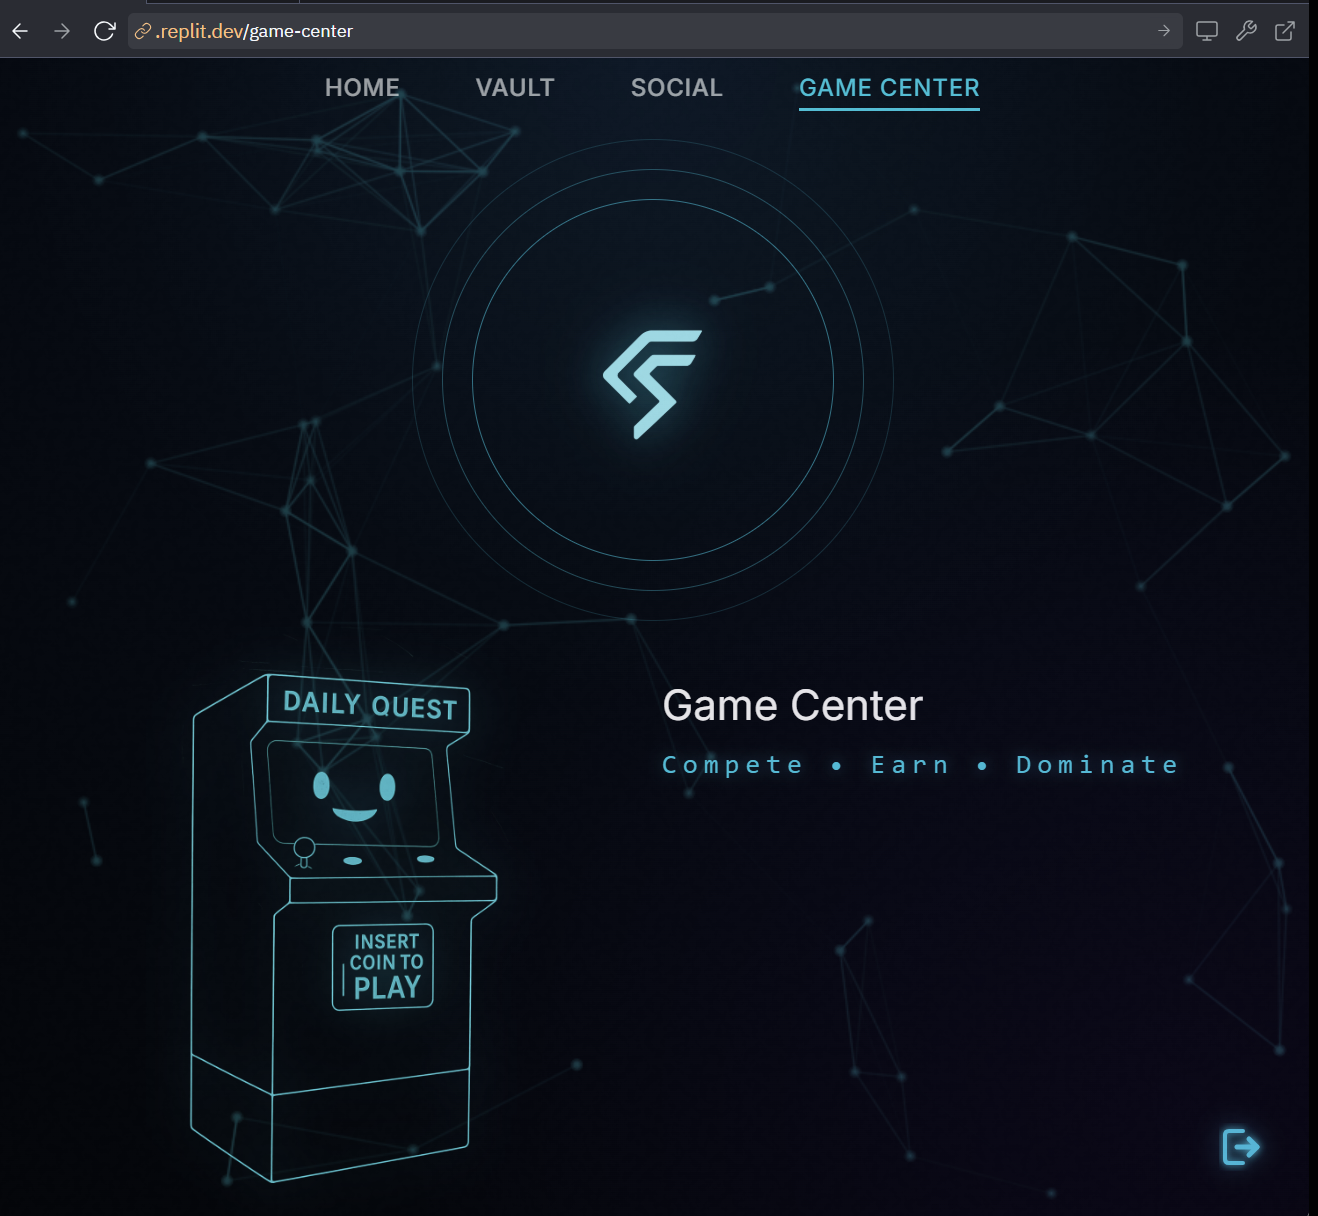 .replit.dev/game-center
HOME
VAULT
SOCIAL
GAME CENTER
DAILY QUEST
INSERT
COIN TO
PLAY
Game Center
Compete • Earn • Dominate